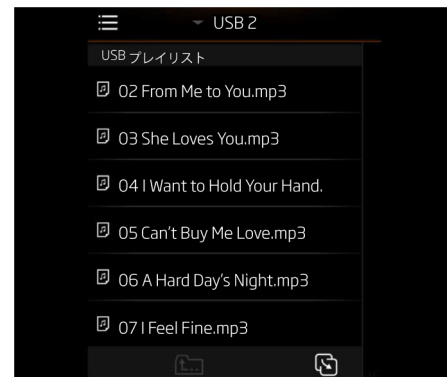 USB 2
USB プレイリスト
02 From Me to You.mp3
03 She Loves You.mp3
04 I Want to Hold Your Hand.
05 Can't Buy Me Love.mp3
06 A Hard Day's Night.mp3
07 I Feel Fine.mp3